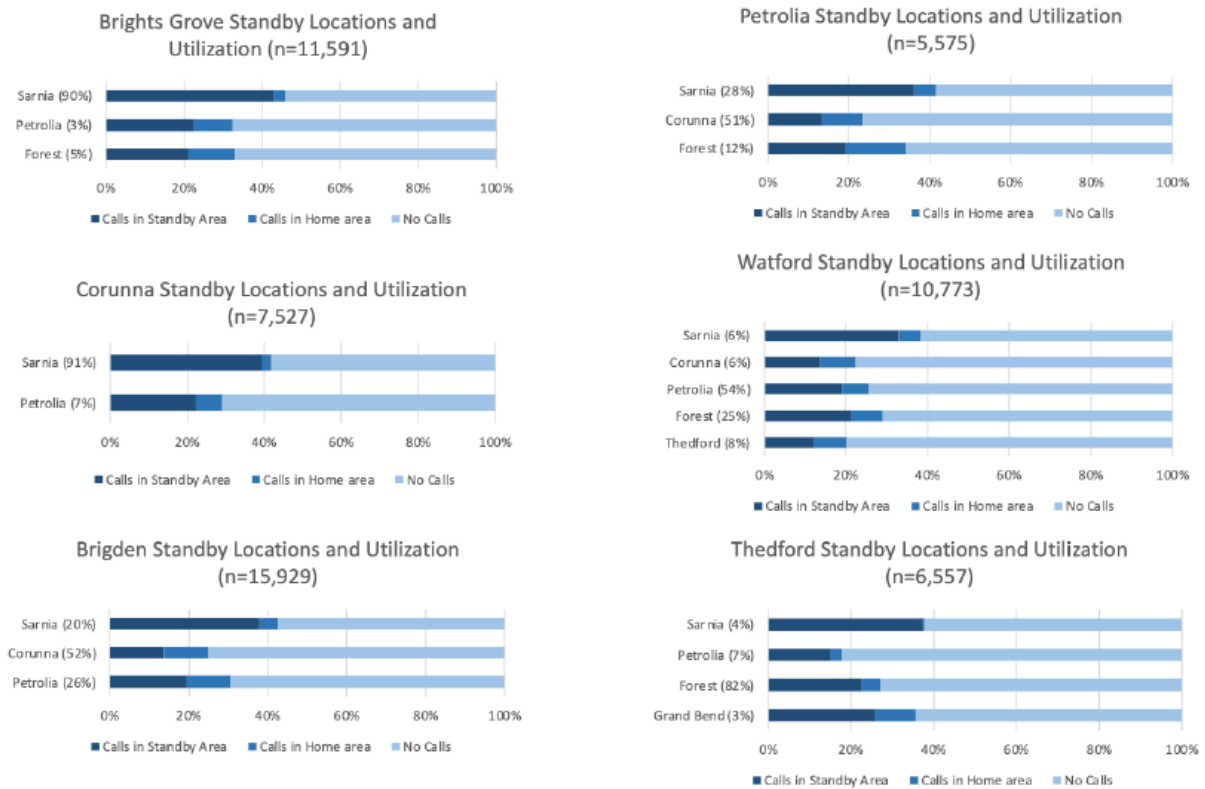 Brights Grove Standby Locations and
Utilization (n=11,591)
Sarnia (90%)
Petrolia (3%)
Forest (5%)
0% 20% 40% 60% 80% 100%
Calls in Standby Area Calls in Home area No Calls
Corunna Standby Locations and Utilization
(n=7,527)
Sarnia (91%)
Petrolia (7%)
0% 20% 40% 60% 80% 100%
Calls in Standby Area Calls in Home area No Calls
Brigden Standby Locations and Utilization
(n=15,929)
Sarnia (20%)
Corunna (52%)
Petrolia (26%)
0% 20% 40% 60% 80% 100%
Calls in Standby Area Calls in Home area No Calls
Petrolia Standby Locations and Utilization
(n=5,575)
Sarnia (28%)
Corunna (51%)
Forest (12%)
0% 20% 40% 60% 80% 100%
Calls in Standby Area Calls in Home area No Calls
Watford Standby Locations and Utilization
(n=10,773)
Sarnia (6%)
Corunna (6%)
Petrolia (54%)
Forest (25%)
Thedford (8%)
0% 20% 40% 60% 80% 100%
Calls in Standby Area Calls in Home area No Calls
Thedford Standby Locations and Utilization
(n=6,557)
Sarnia (4%)
Petrolia (7%)
Forest (82%)
Grand Bend (3%)
0% 20% 40% 60% 80% 100%
Calls in Standby Area Calls in Home area No Calls